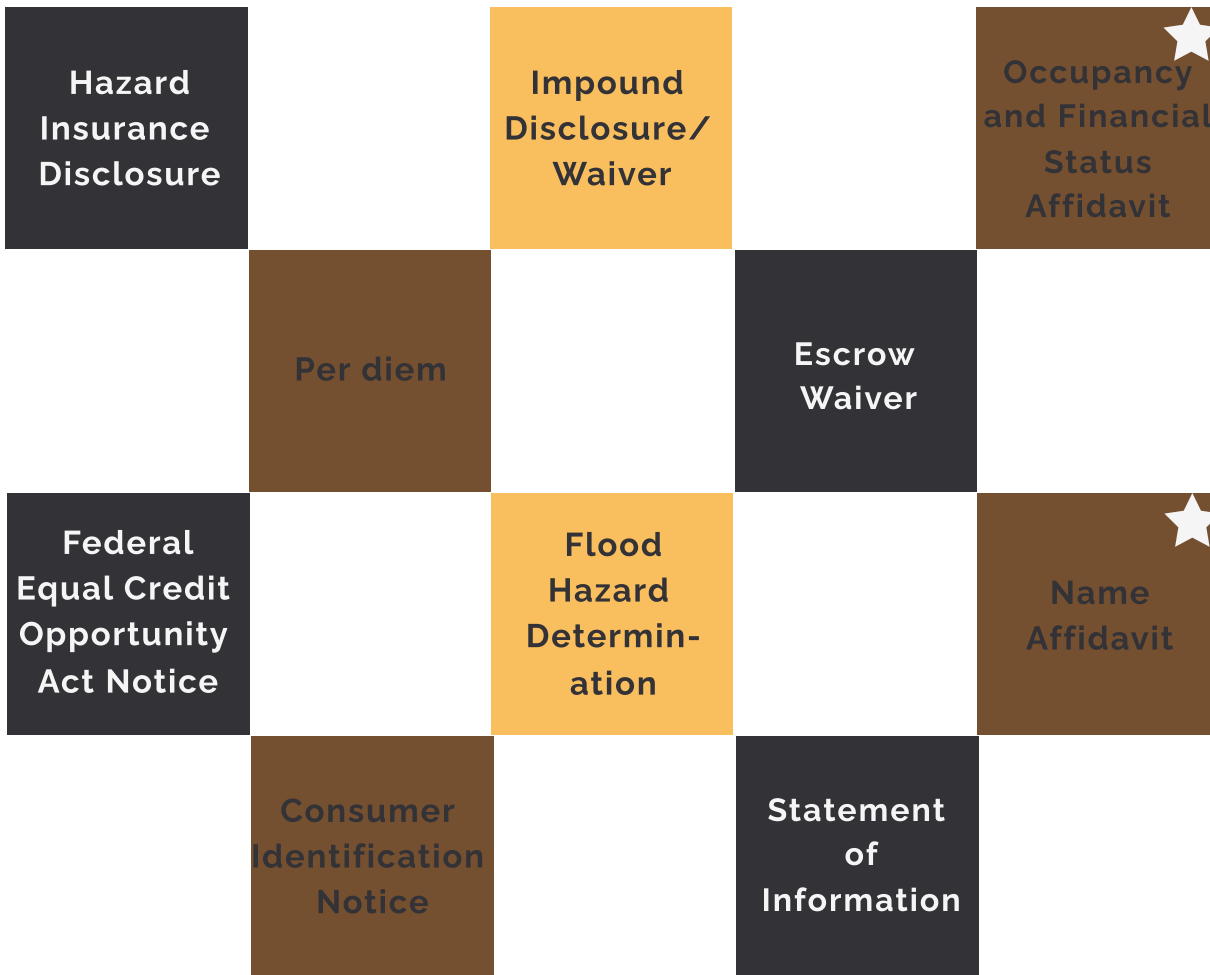 Hazard
Insurance
Disclosure
Impound
Disclosure/
Waiver
Occupancy
and Financial
Status
Affidavit
Per diem
Escrow
Waiver
Federal
Equal Credit
Opportunity
Act Notice
Flood
Hazard
Determin-
ation
Name
Affidavit
Consumer
Identification
Notice
Statement
of
Information